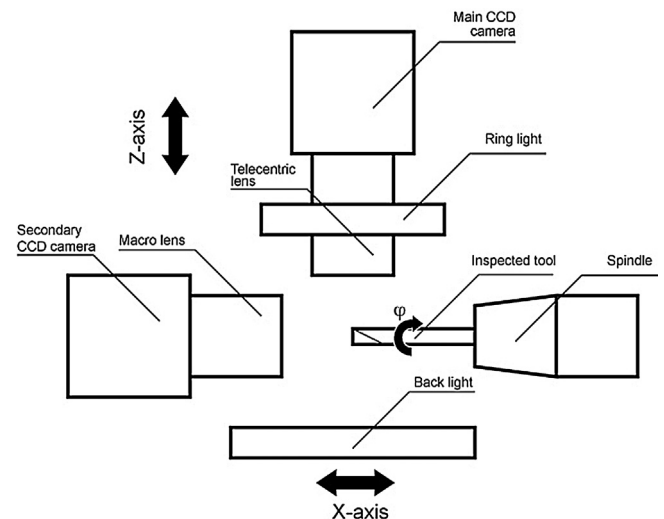 Main CCD
camera
Z-axis
Ring light
Telecentric
lens
Secondary
CCD camera
Macro lens
Inspected tool
Spindle
φ
Back light
X-axis